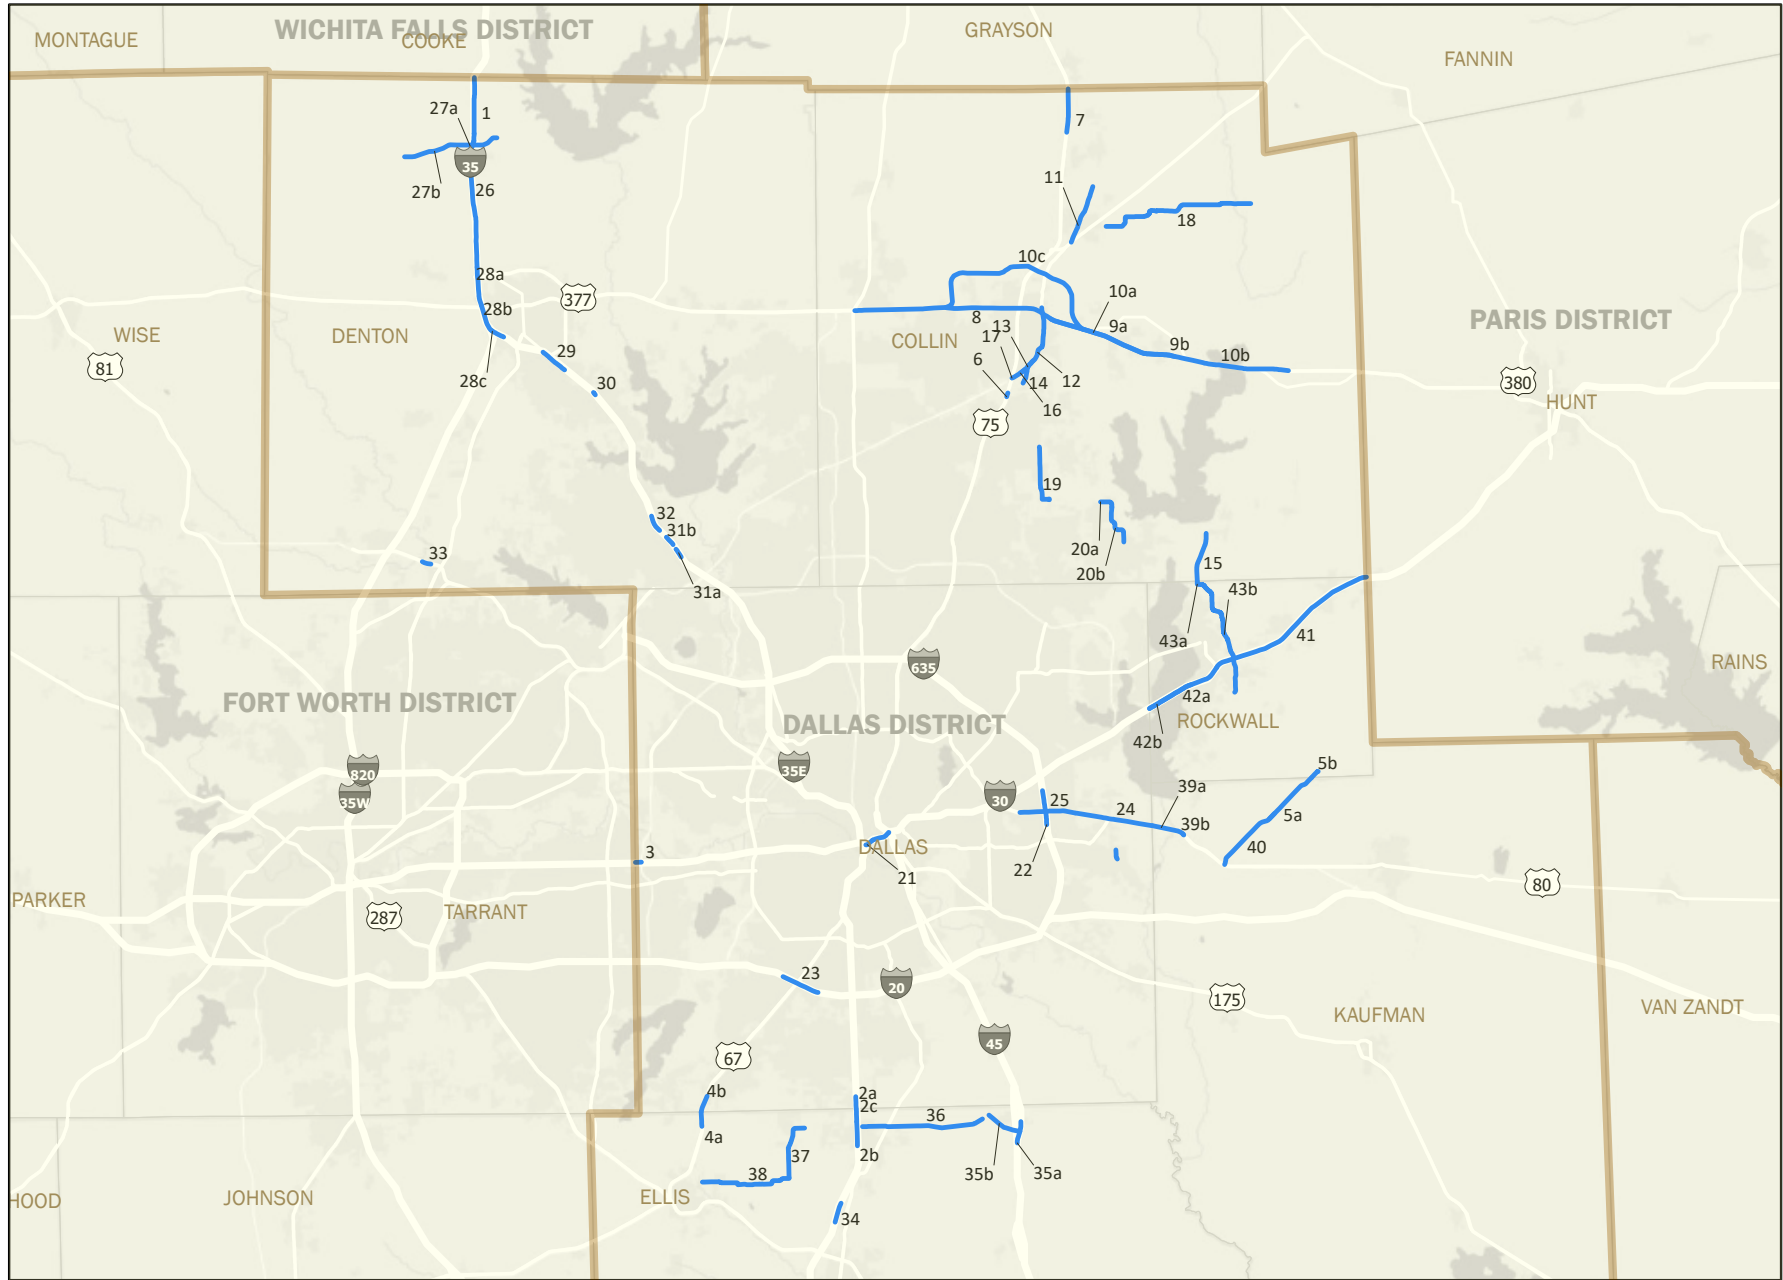 WICHITA FALLS DISTRICT
MONTAGUE
COOKE
GRAYSON
FANNIN
27a
1
7
35
27b
26
11
18
28a
10c
377
10a
28b
8
13
9a
WISE
DENTON
COLLIN
17
9b
10b
PARIS DISTRICT
81
29
6
12
28c
30
14
16
380
HUNT
75
19
32
31b
20a
33
20b
15
31a
43b
43a
41
635
RAINS
FORT WORTH DISTRICT
DALLAS DISTRICT
42a
ROCKWALL
42b
820
35E
5b
35W
30
25
39a
24
5a
39b
3
DALLAS
40
22
21
80
PARKER
287
TARRANT
23
20
175
KAUFMAN
VAN ZANDT
45
67
4b
2a
2c
36
4a
37
2b
38
35b
35a
HOOD
JOHNSON
ELLIS
34